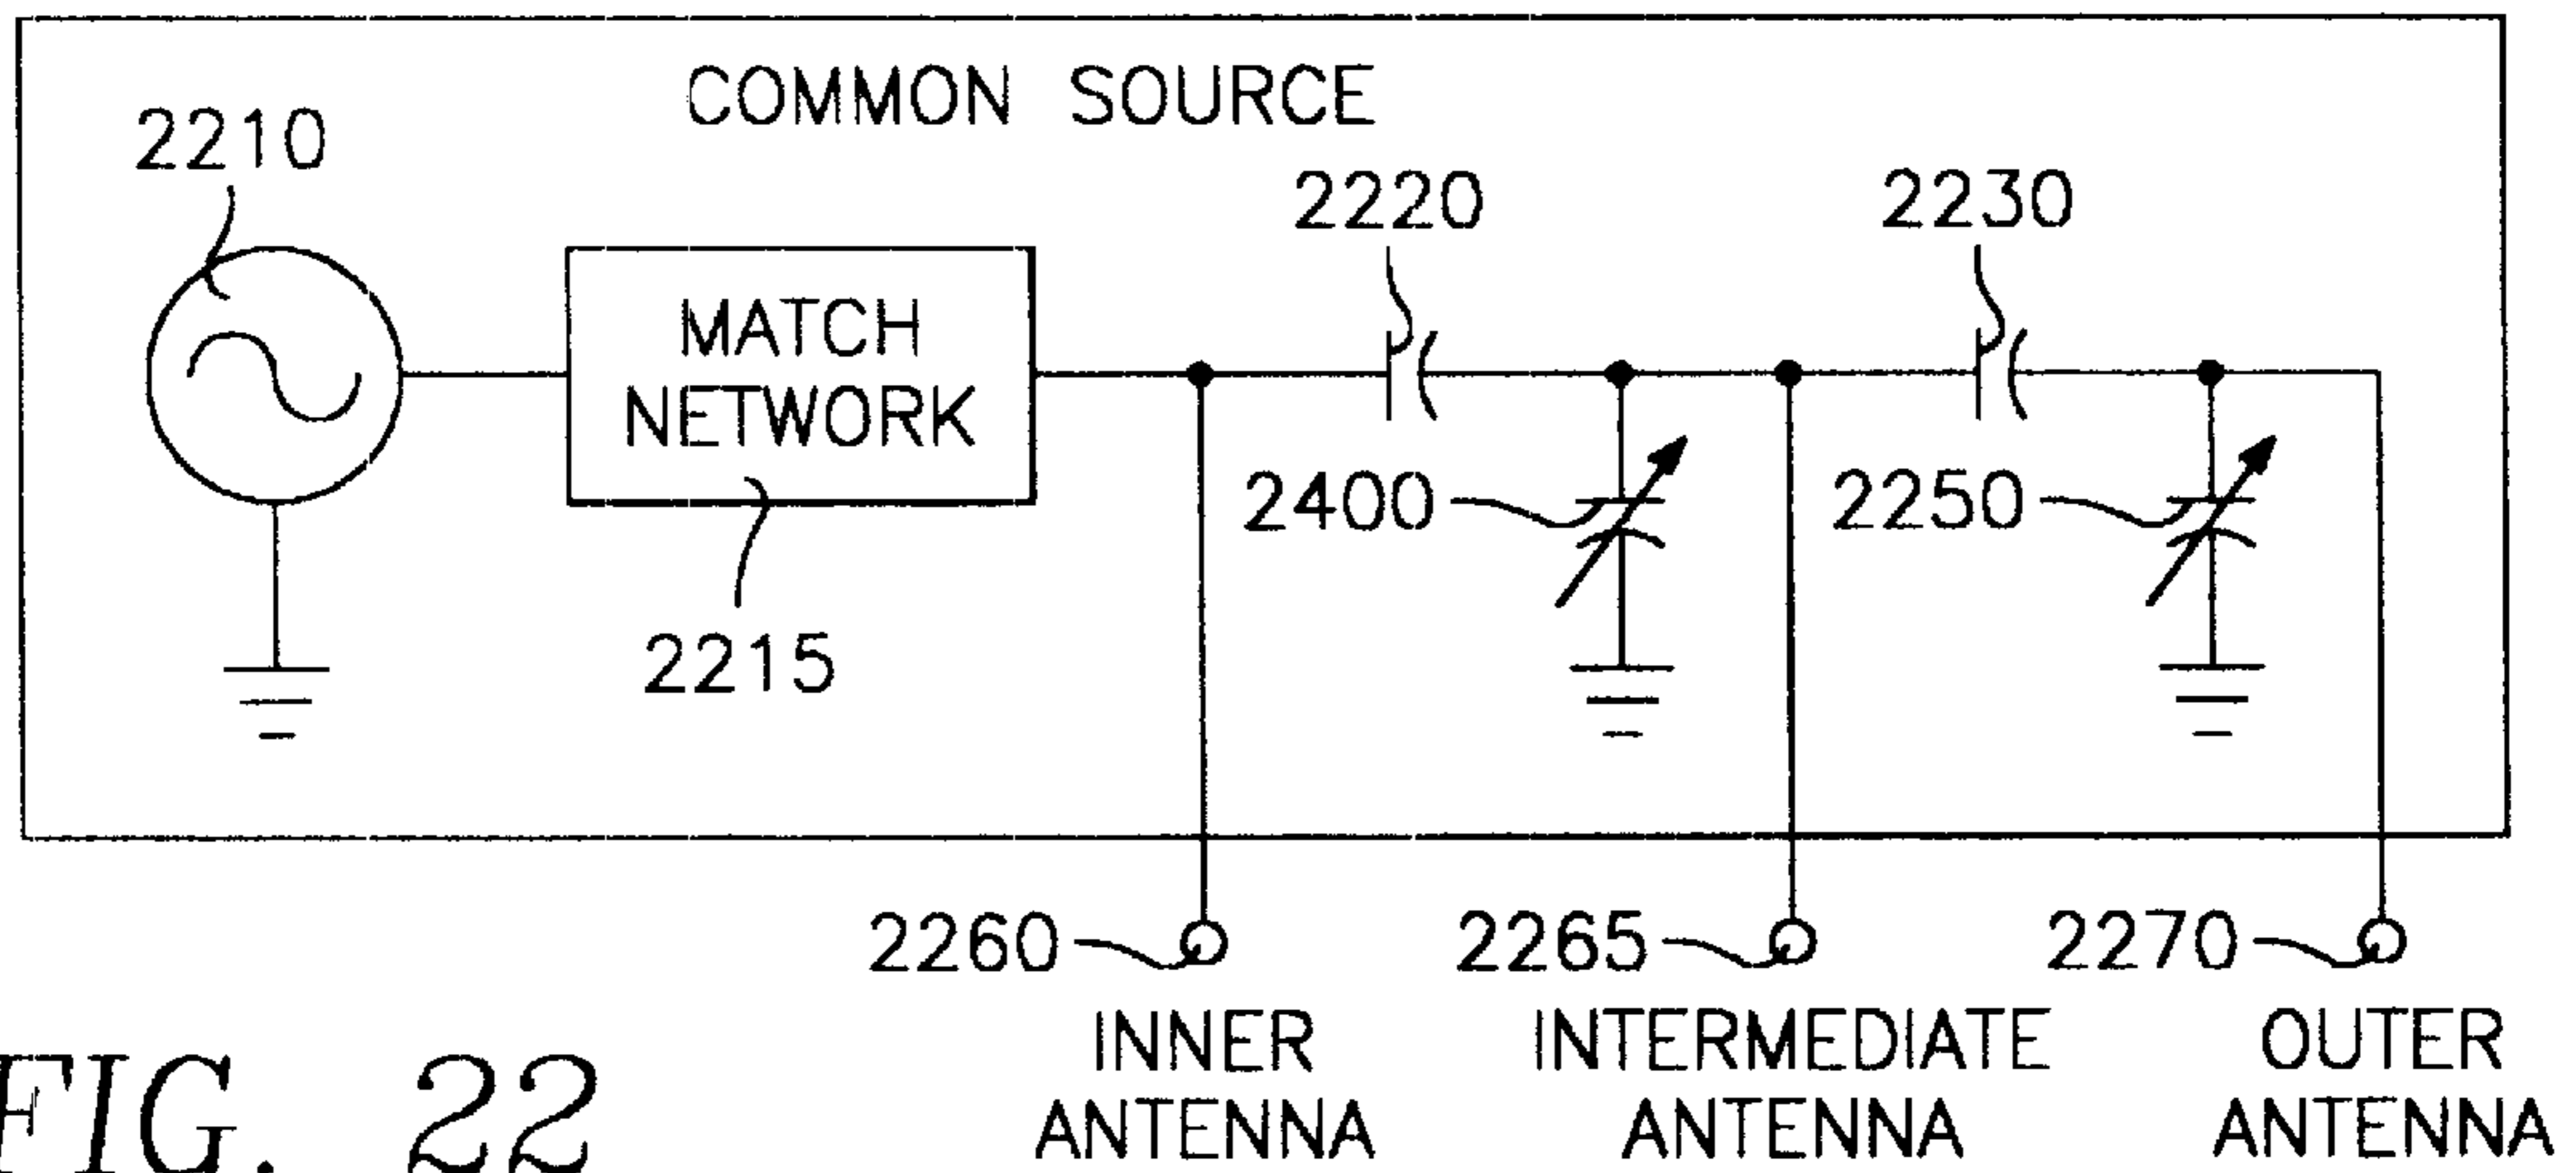 COMMON SOURCE
2210
2220
2230
MATCH
NETWORK
2400
2250
2215
2260
2265
2270
INNER
ANTENNA
INTERMEDIATE
ANTENNA
OUTER
ANTENNA
FIG. 22